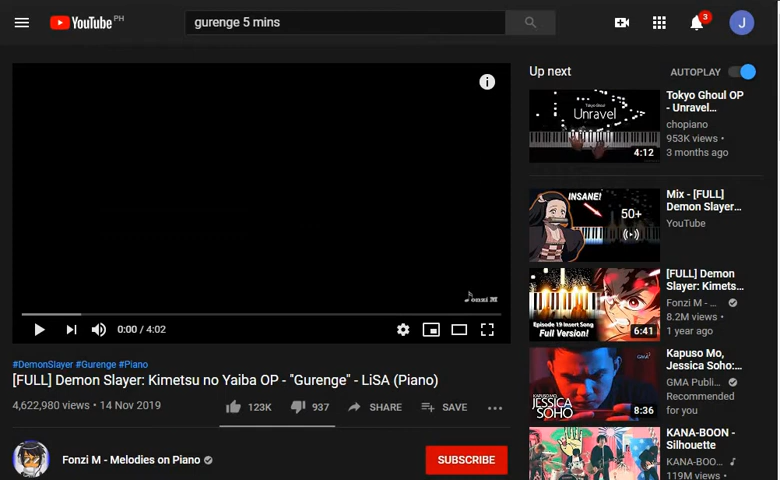 YouTube PH
gurenge 5 mins
3
J
i
Fonzi M
0:00 / 4:02
#DemonSlayer #Gurenge #Piano
[FULL] Demon Slayer: Kimetsu no Yaiba OP - "Gurenge" - LiSA (Piano)
4,622,980 views • 14 Nov 2019
123K
937
SHARE
SAVE
Fonzi M - Melodies on Piano
SUBSCRIBE
Up next
AUTOPLAY
Unravel
4:12
Tokyo Ghoul OP
- Unravel…
chopiano
953K views •
3 months ago
INSANE!
50+
Mix - [FULL]
Demon Slayer…
YouTube
Episode 19 Insert Song
Full Version!
6:41
[FULL] Demon
Slayer: Kimets…
Fonzi M - …
8.2M views •
1 year ago
GMA
KAPUSO MO,
JESSICA
SOHO
8:36
Kapuso Mo,
Jessica Soho:…
GMA Publi…
Recommended
for you
KANA-BOON -
Silhouette
KANA-BOO…
119M views •